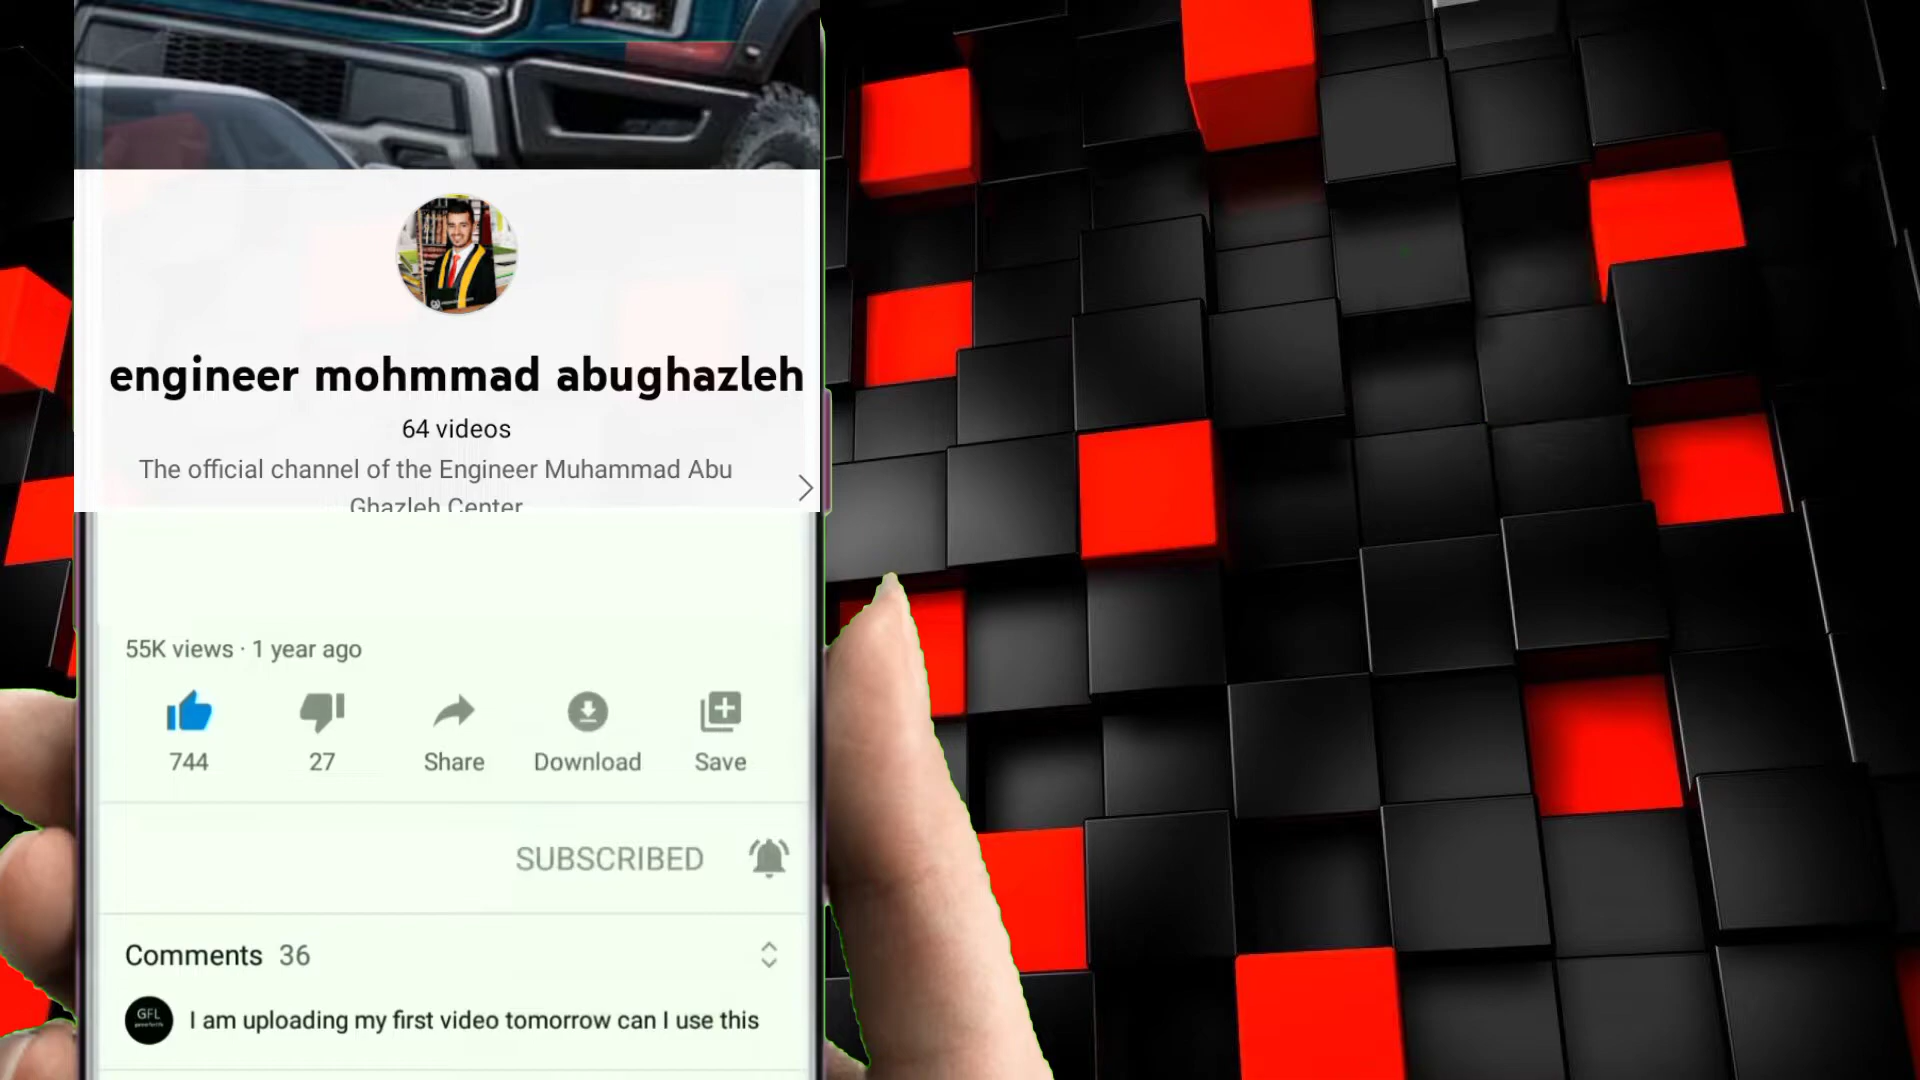 engineer mohmmad abughazleh
64 videos
The official channel of the Engineer Muhammad Abu
Ghazleh Center
55K views · 1 year ago
744
27
Share
Download
Save
SUBSCRIBED
Comments 36
GFL
I am uploading my first video tomorrow can I use this